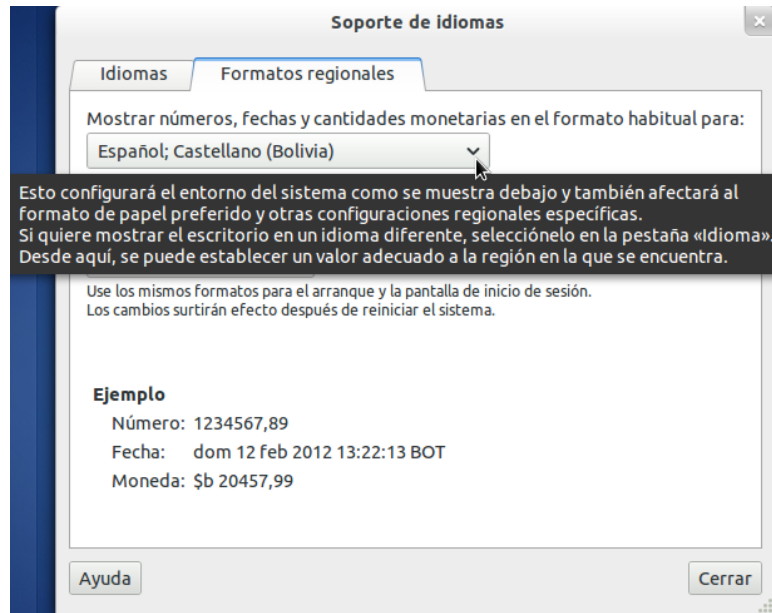 Soporte de idiomas
Idiomas
Formatos regionales
Mostrar números, fechas y cantidades monetarias en el formato habitual para:
Español; Castellano (Bolivia)
Esto configurará el entorno del sistema como se muestra debajo y también afectará al
formato de papel preferido y otras configuraciones regionales específicas.
Si quiere mostrar el escritorio en un idioma diferente, selecciónelo en la pestaña «Idioma».
Desde aquí, se puede establecer un valor adecuado a la región en la que se encuentra.
Use los mismos formatos para el arranque y la pantalla de inicio de sesión.
Los cambios surtirán efecto después de reiniciar el sistema.
Ejemplo
Número: 1234567,89
Fecha: dom 12 feb 2012 13:22:13 BOT
Moneda: $b 20457,99
Ayuda
Cerrar